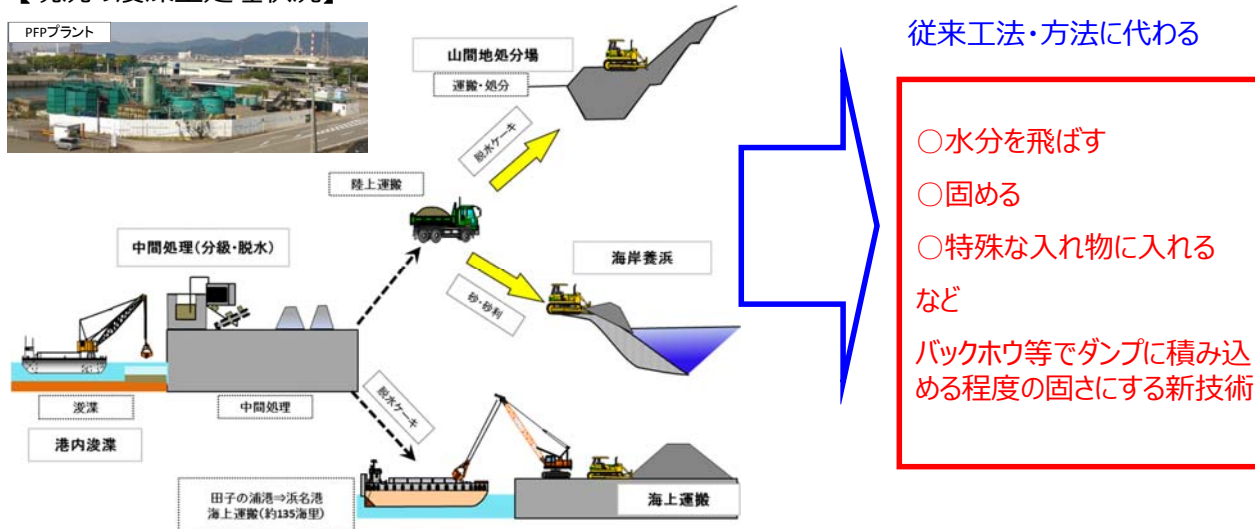 PFPプラント
山間地処分場
運搬・処分
脱水ケーキ
陸上運搬
中間処理(分級・脱水)
海岸養浜
砂・砂利
浚渫
中間処理
脱水ケーキ
港内浚渫
田子の浦港⇒浜名港
海上運搬(約135海里)
海上運搬
従来工法・方法に代わる
○水分を飛ばす
○固める
○特殊な入れ物に入れる
など
バックホウ等でダンプに積み込
める程度の固さにする新技術